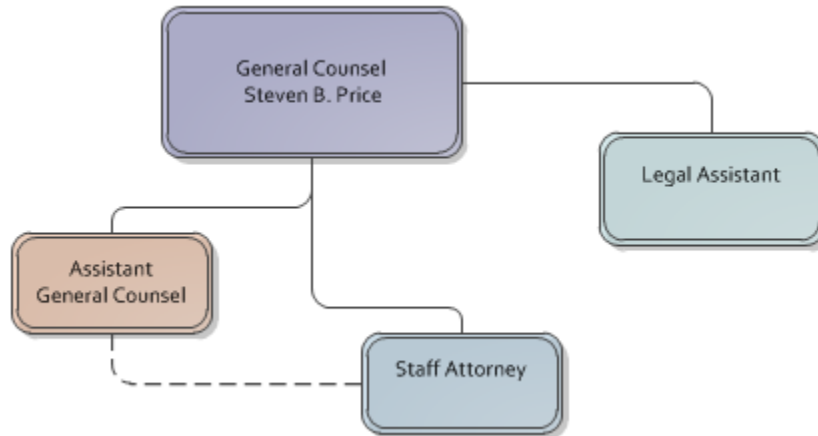 General Counsel
Steven B. Price
Legal Assistant
Assistant
General Counsel
Staff Attorney